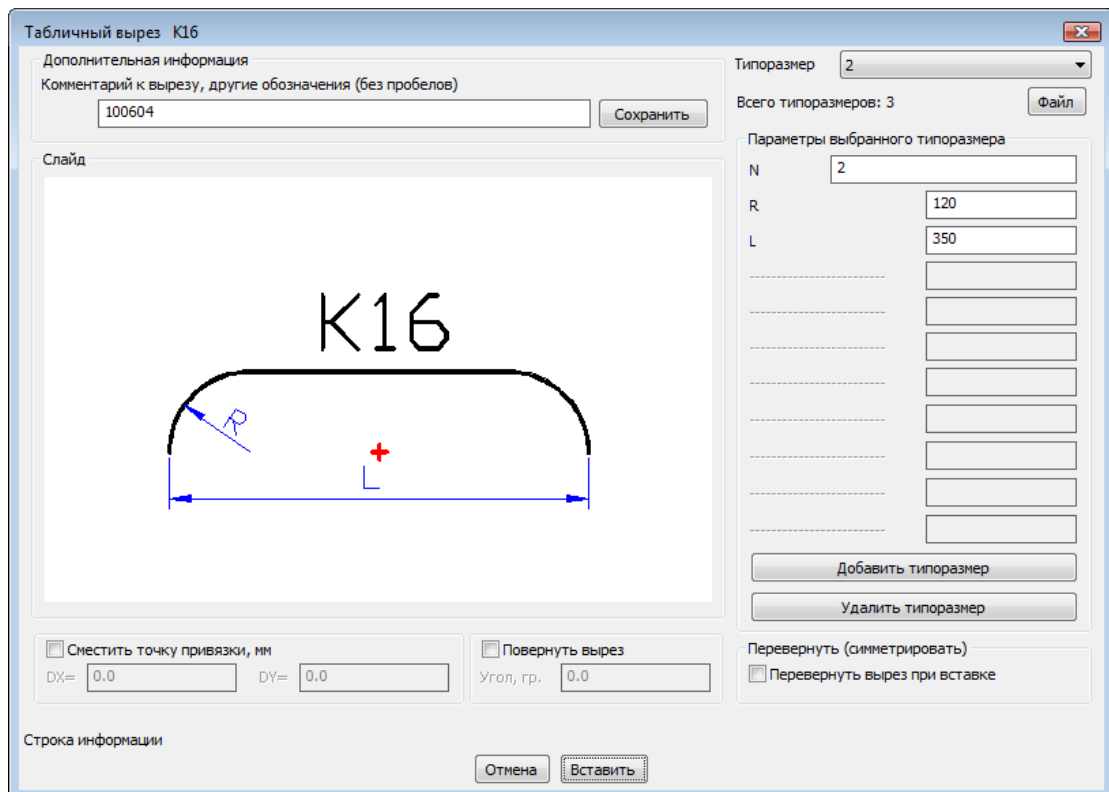 Табличный вырез К16
Дополнительная информация
Комментарий к вырезу, другие обозначения (без пробелов)
100604
Сохранить
Типоразмер 2
Всего типоразмеров: 3
Файл
Слайд
К16
R
L
Параметры выбранного типоразмера
N 2
R 120
L 350
Добавить типоразмер
Удалить типоразмер
Сместить точку привязки, мм
DX= 0.0 DY= 0.0
Повернуть вырез
Угол, гр. 0.0
Перевернуть (симметрировать)
Перевернуть вырез при вставке
Строка информации
Отмена Вставить